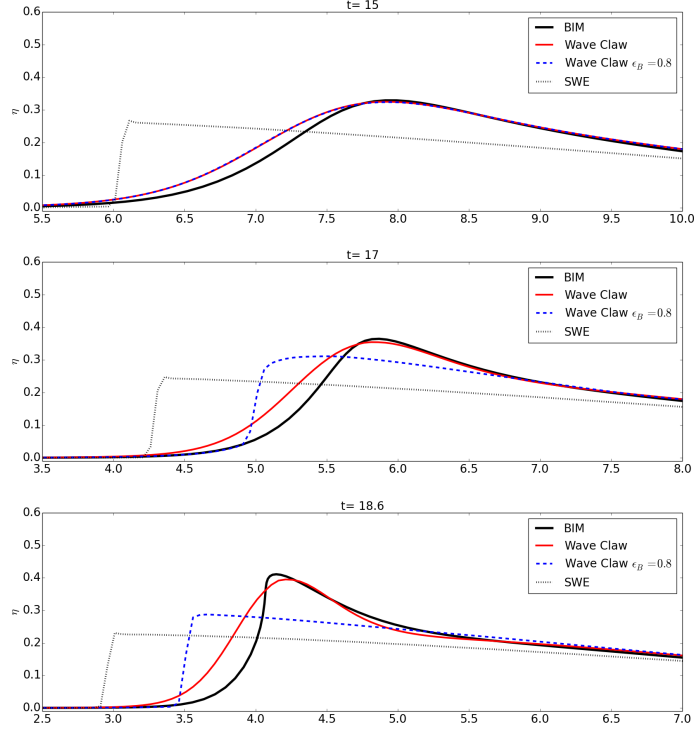 t= 15
0.6
0.5
0.4
0.3
0.2
0.1
0.0
η
BIM
Wave Claw
Wave Claw ϵ_B =0.8
SWE
5.5 6.0 6.5 7.0 7.5 8.0 8.5 9.0 9.5 10.0
t= 17
0.6
0.5
0.4
0.3
0.2
0.1
0.0
η
BIM
Wave Claw
Wave Claw ϵ_B =0.8
SWE
3.5 4.0 4.5 5.0 5.5 6.0 6.5 7.0 7.5 8.0
t= 18.6
0.6
0.5
0.4
0.3
0.2
0.1
0.0
η
BIM
Wave Claw
Wave Claw ϵ_B =0.8
SWE
2.5 3.0 3.5 4.0 4.5 5.0 5.5 6.0 6.5 7.0